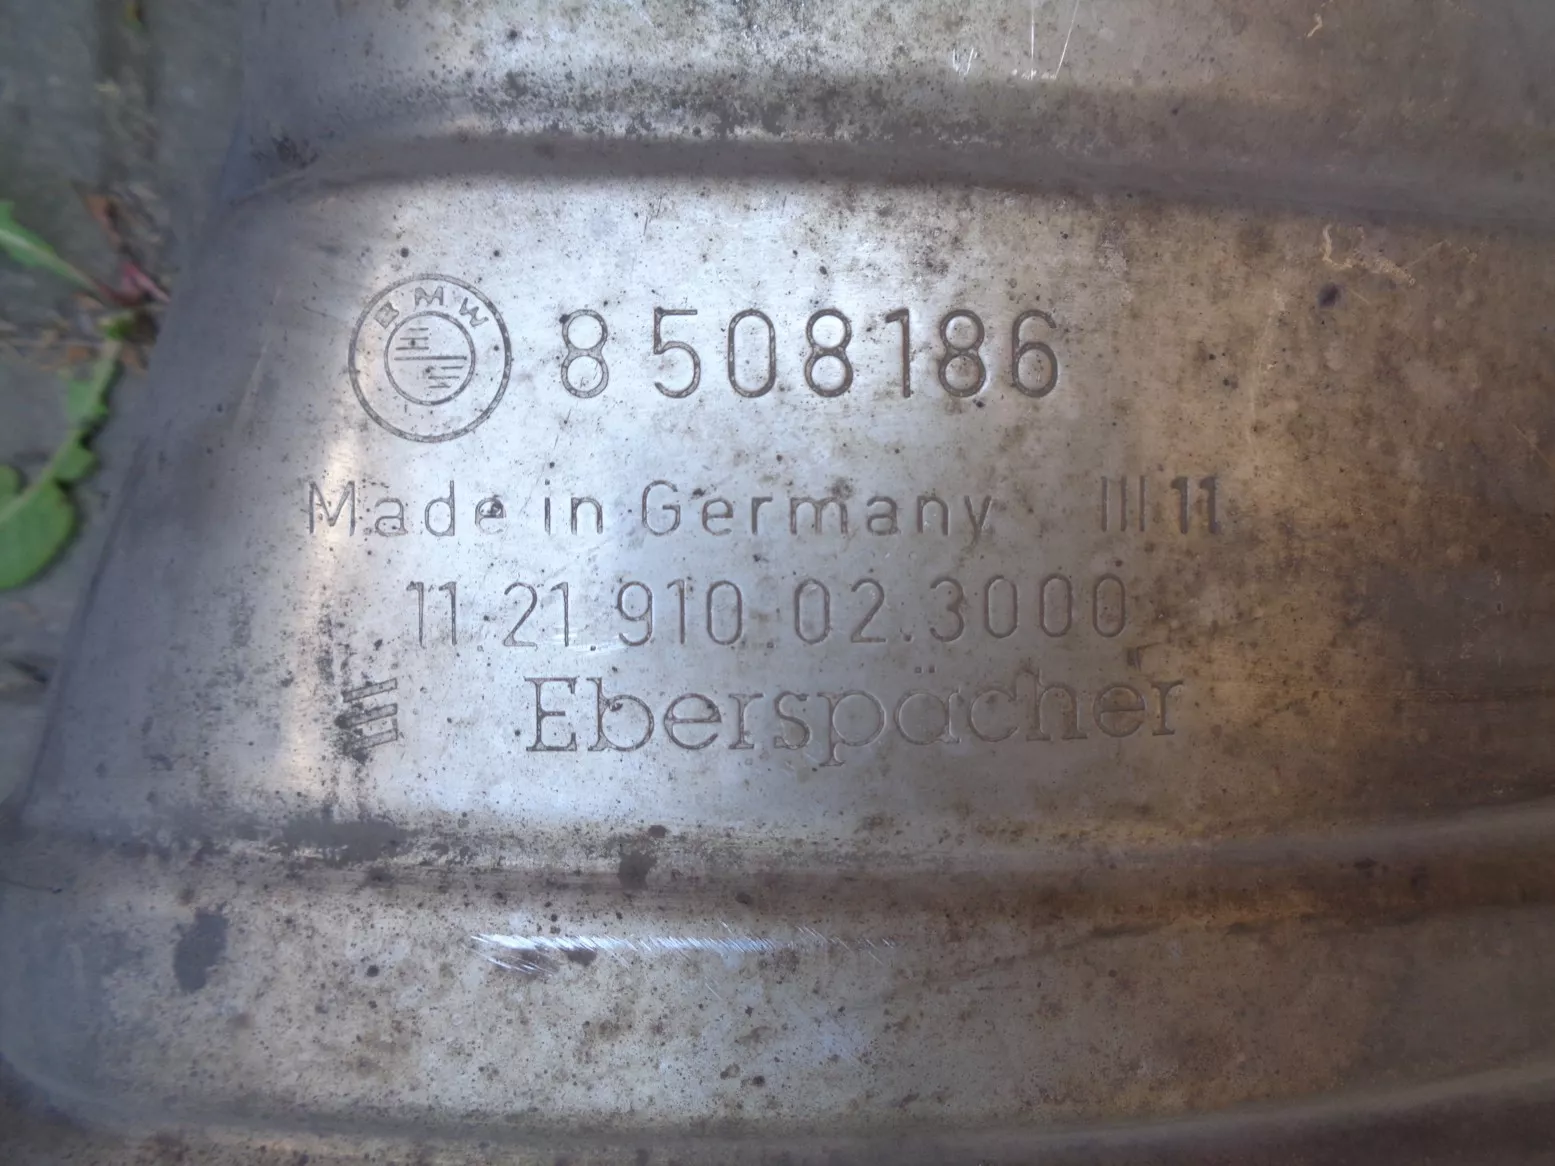 BMW 8 508186
Made in Germany III 11
11.21.910.02.3000
Eberspächer